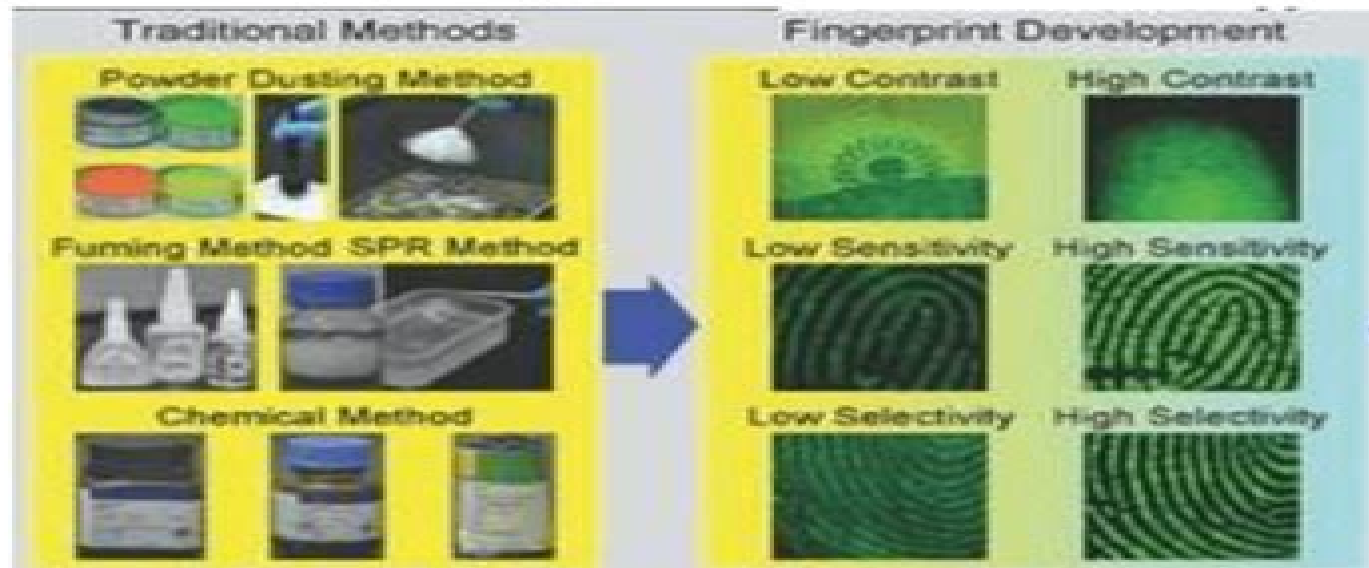 Traditional Methods
Fingerprint Development
Powder Dusting Method
Low Contrast
High Contrast
Fuming Method
SPR Method
Low Sensitivity
High Sensitivity
Chemical Method
Low Selectivity
High Selectivity